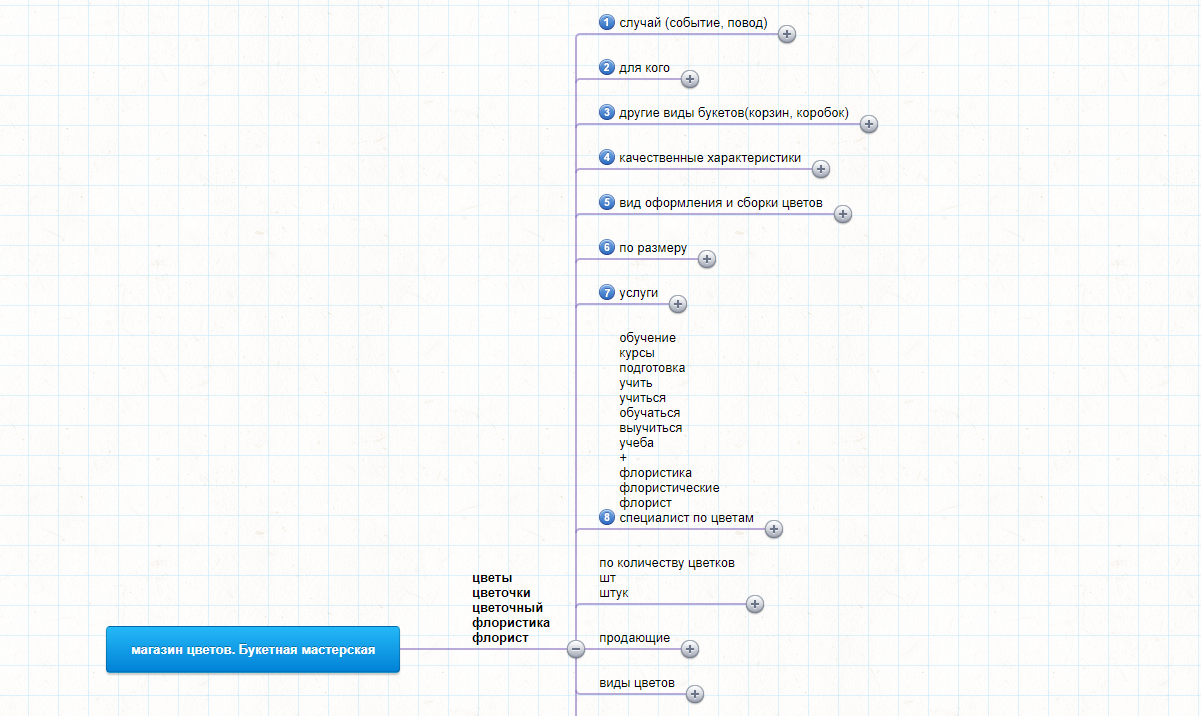 1 случай (событие, повод)
2 для кого
3 другие виды букетов(корзин, коробок)
4 качественные характеристики
5 вид оформления и сборки цветов
6 по размеру
7 услуги
обучение
курсы
подготовка
учить
учиться
обучаться
выучиться
учеба
+
флористика
флористические
флорист
8 специалист по цветам
по количеству цветков
шт
штук
цветы
цветочки
цветочный
флористика
флорист
магазин цветов. Букетная мастерская
продающие
виды цветов